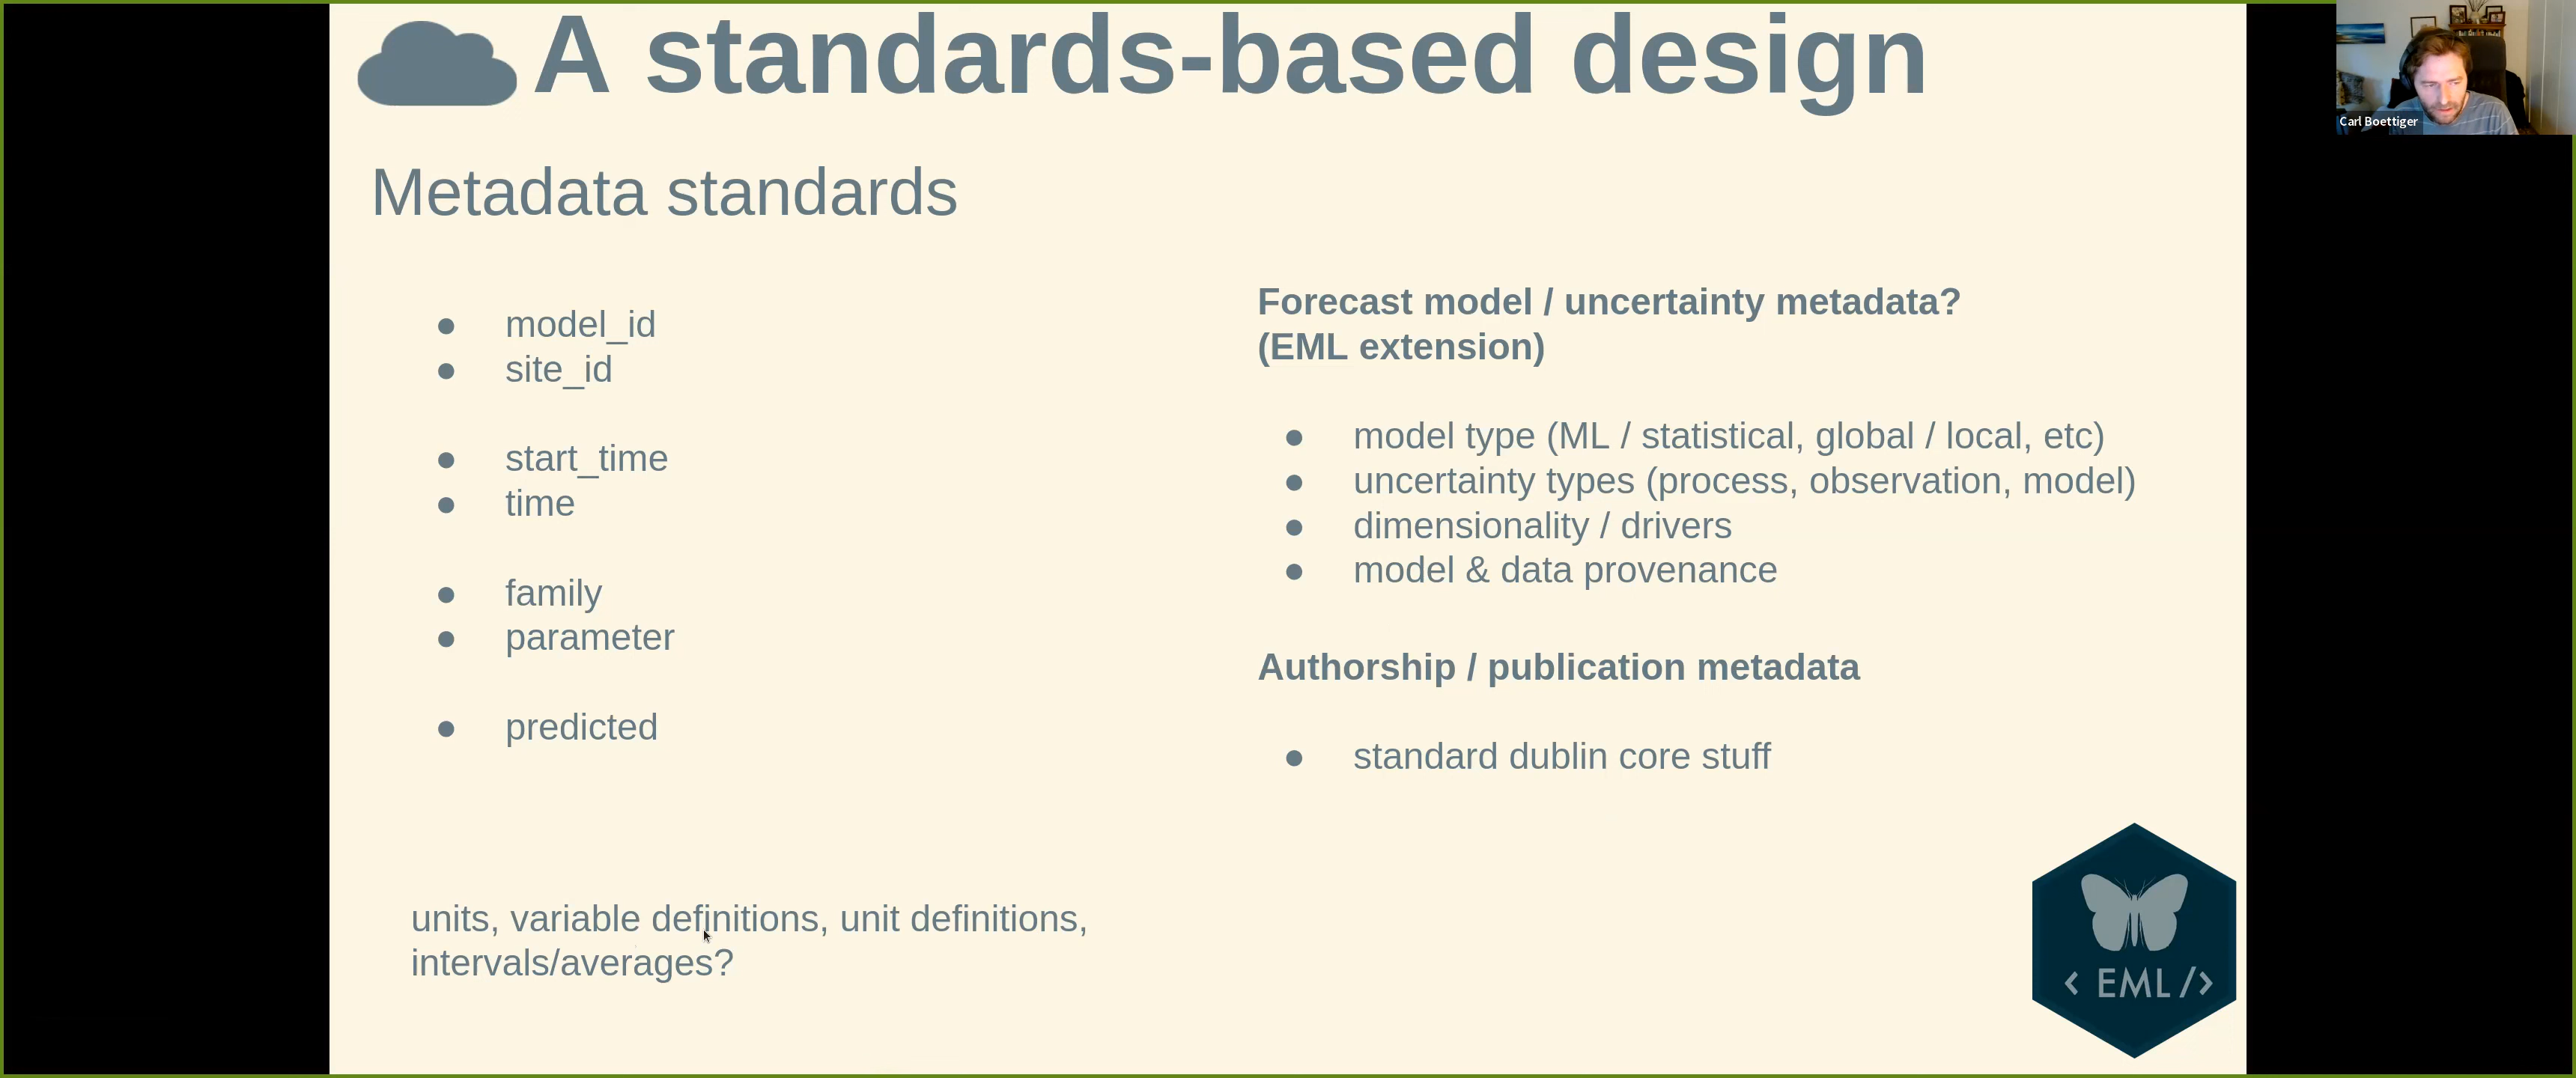 A standards-based design
Carl Boettiger
Metadata standards
● model_id
● site_id
● start_time
● time
● family
● parameter
● predicted
units, variable definitions, unit definitions,
intervals/averages?
Forecast model / uncertainty metadata?
(EML extension)
● model type (ML / statistical, global / local, etc)
● uncertainty types (process, observation, model)
● dimensionality / drivers
● model & data provenance
Authorship / publication metadata
● standard dublin core stuff
< EML />